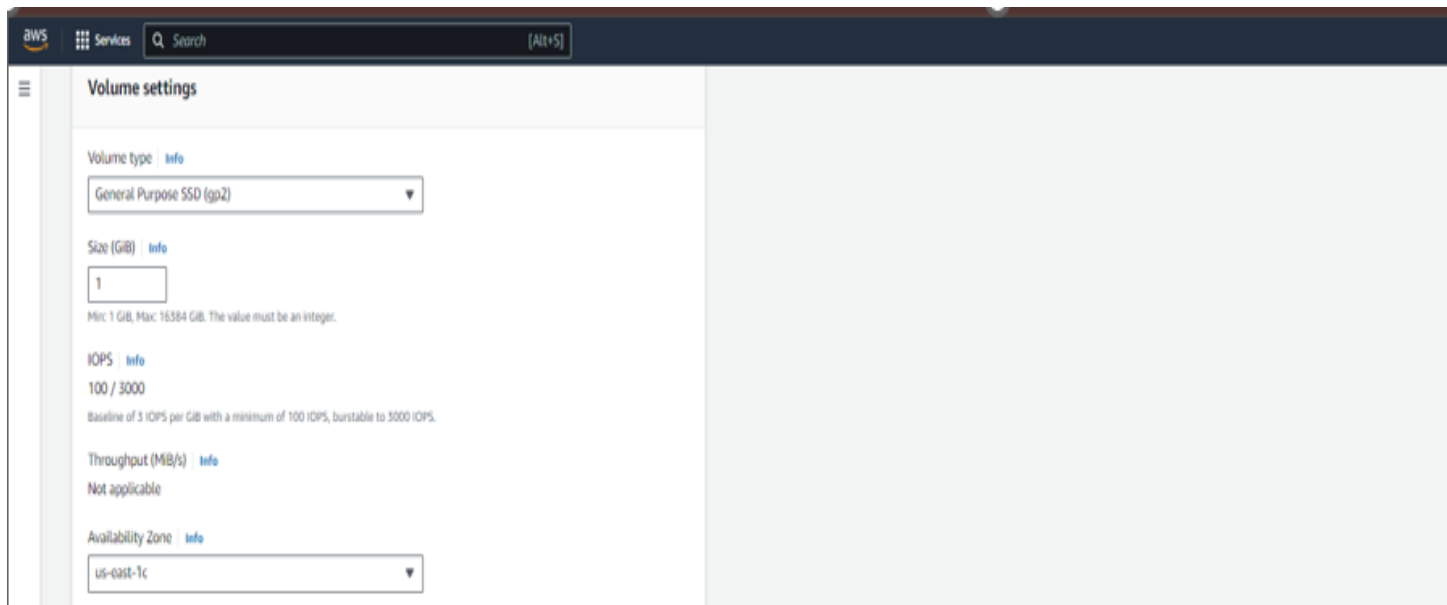 aws Services Search [Alt+S]
Volume settings
Volume type Info
General Purpose SSD (gp2)
Size (GiB) Info
1
Min: 1 GiB, Max: 16384 GiB. The value must be an integer.
IOPS Info
100 / 3000
Baseline of 3 IOPS per GiB with a minimum of 100 IOPS, burstable to 3000 IOPS.
Throughput (MiB/s) Info
Not applicable
Availability Zone Info
us-east-1c